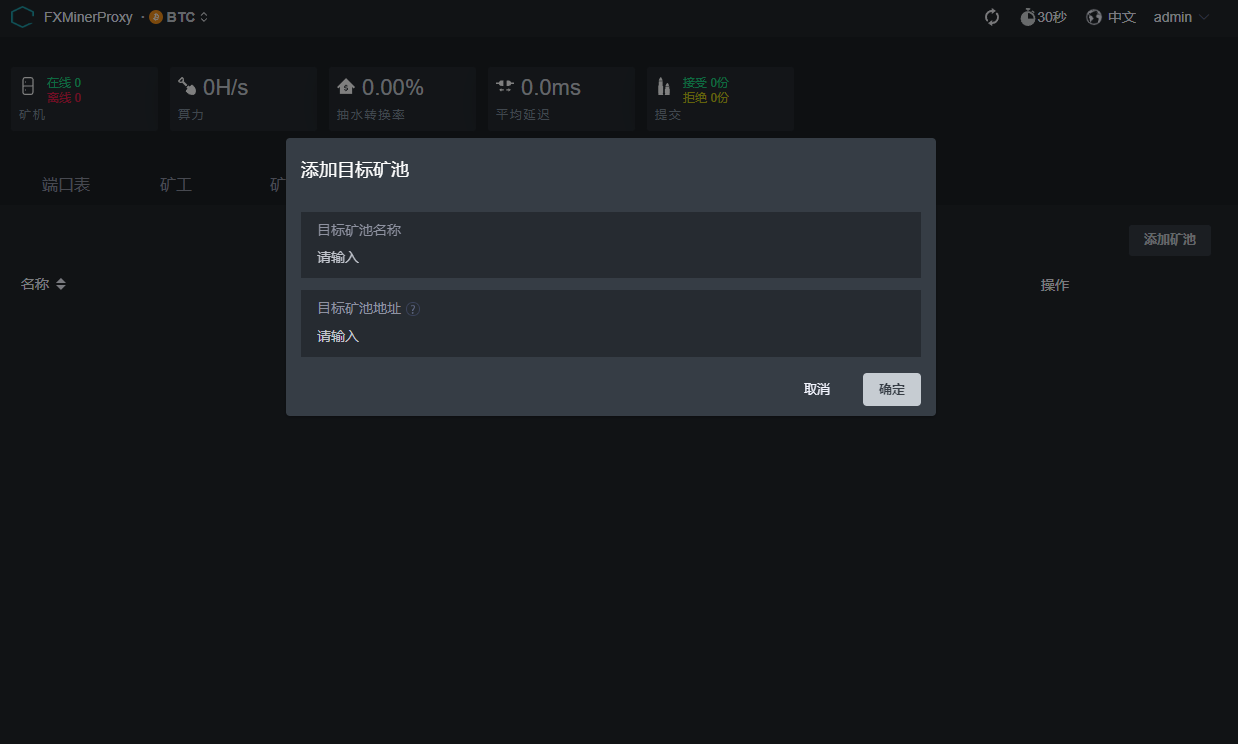 FXMinerProxy · BTC 30秒 中文 admin
在线 0
离线 0
矿机
0H/s
算力
0.00%
抽水转换率
0.0ms
平均延迟
接受 0份
拒绝 0份
提交
添加目标矿池
端口表 矿工 矿
目标矿池名称
请输入
添加矿池
名称 操作
目标矿池地址 ?
请输入
取消 确定